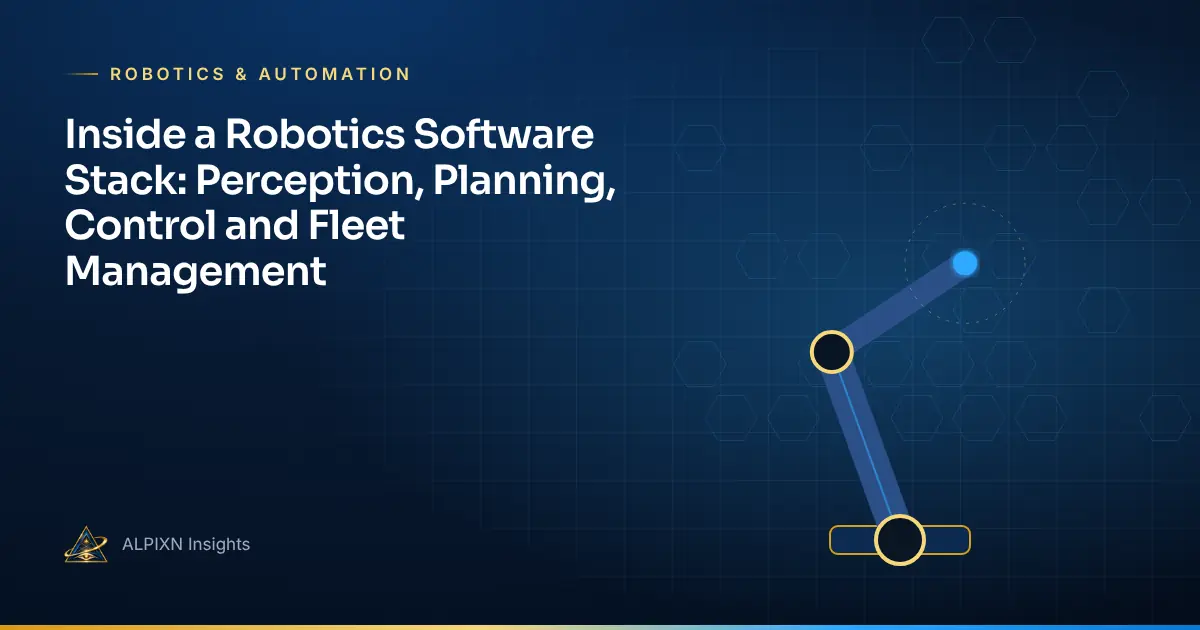 ROBOTICS & AUTOMATION
Inside a Robotics Software
Stack: Perception, Planning,
Control and Fleet
Management
ALPIXN Insights